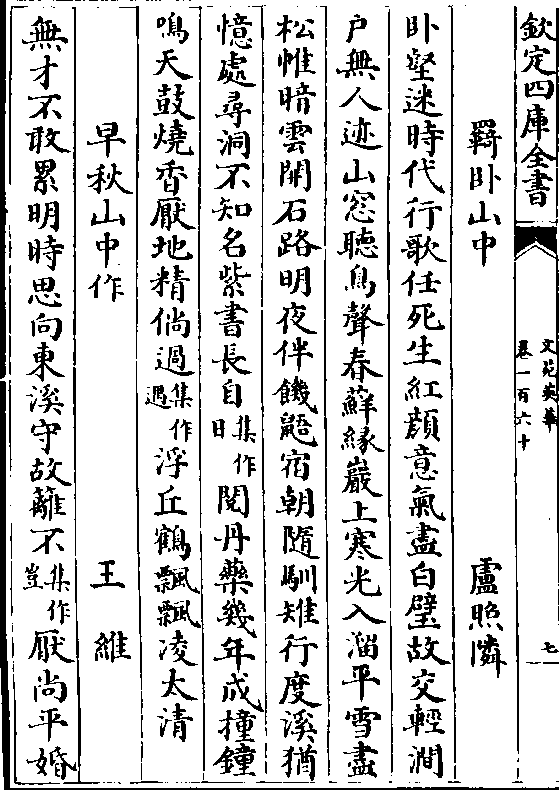 欽定四庫全書
文苑英華
卷一百六十
七
羇卧山中
盧照隣
卧壑迷時代行歌任死生紅顔意氣盡白璧故交輕澗
户無人迹山窓聽鳥聲春蘚緣巖上寒光入溜平雪盡
松帷暗雲開石路明夜伴饑鼯宿朝隨馴雉行度溪猶
憶處尋洞不知名紫書長自集作日閱丹藥幾年成撞鐘
鳴天鼓燒香厭地精倘過集作遇浮丘鶴飄飄凌太清
早秋山中作
王維
無才不敢累明時思向東溪守故籬不集作豈厭尚平婚